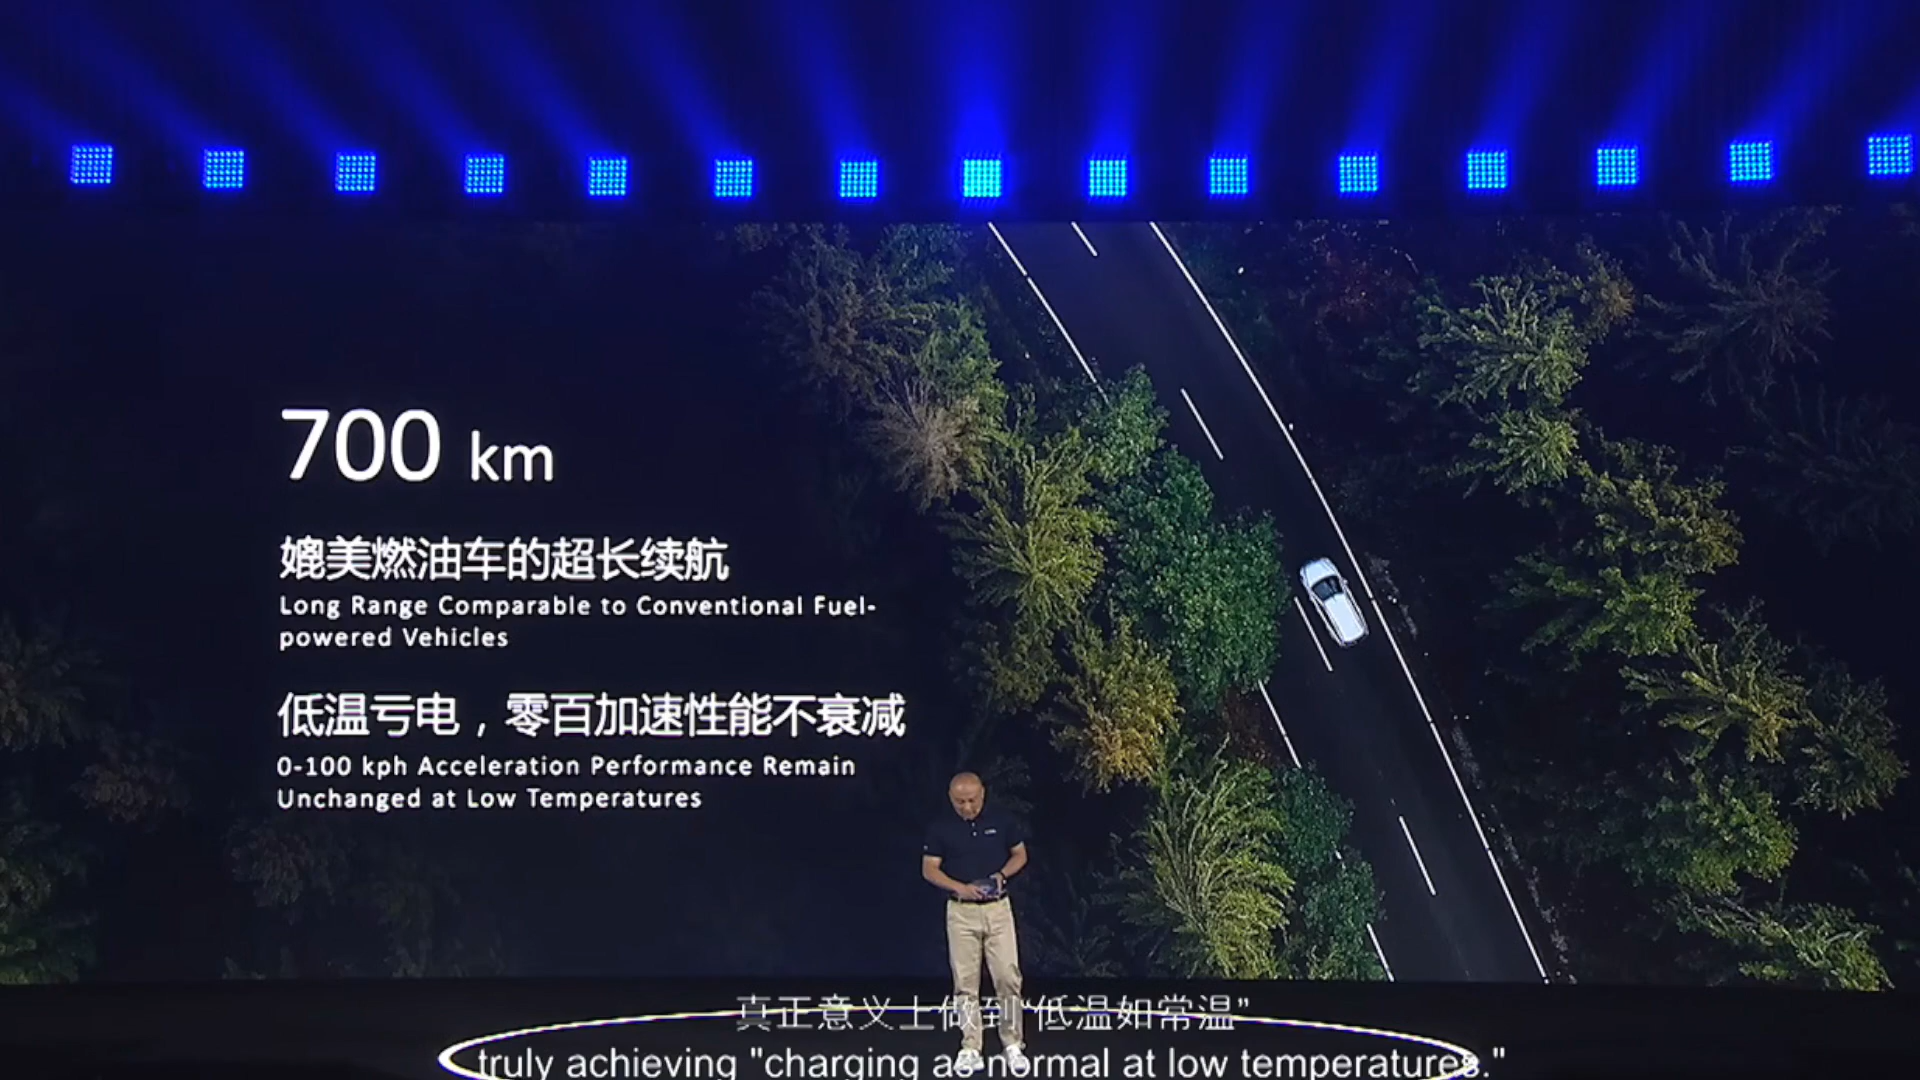 700 km
媲美燃油车的超长续航
Long Range Comparable to Conventional Fuel-
powered Vehicles
低温亏电，零百加速性能不衰减
0-100 kph Acceleration Performance Remain
Unchanged at Low Temperatures
真正意义上做到“低温如常温”
truly achieving "charging as normal at low temperatures."